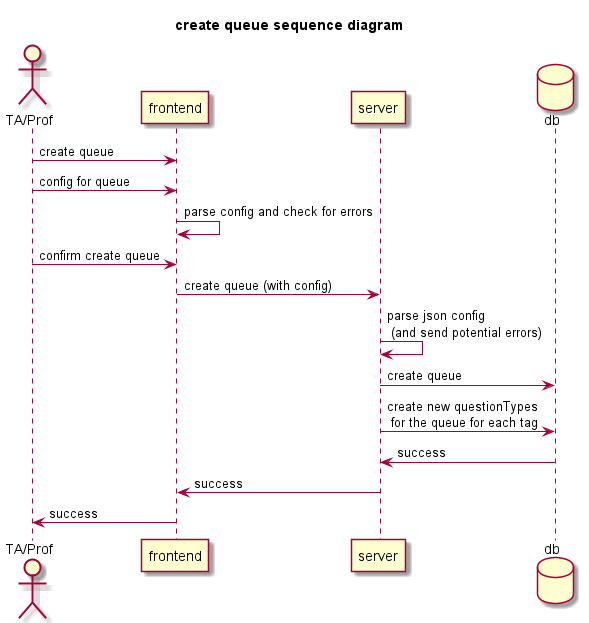 create queue sequence diagram
TA/Prof
frontend
server
db
create queue
config for queue
parse config and check for errors
confirm create queue
create queue (with config)
parse json config
(and send potential errors)
create queue
create new questionTypes
for the queue for each tag
success
success
success
TA/Prof
frontend
server
db